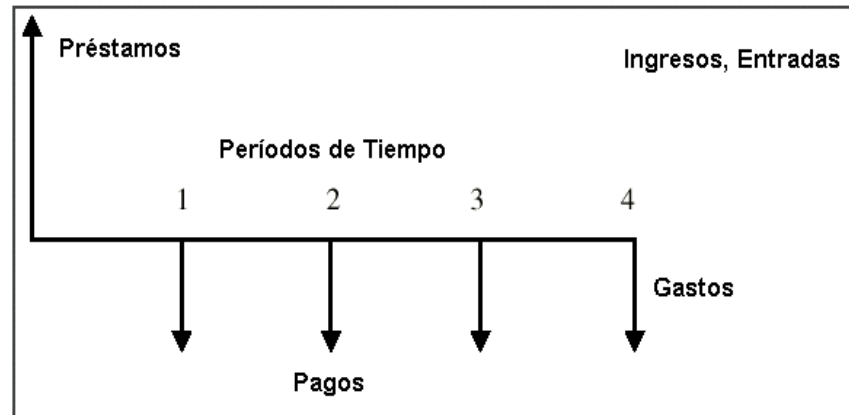 Préstamos
Ingresos, Entradas
Períodos de Tiempo
1 2 3 4
Gastos
Pagos